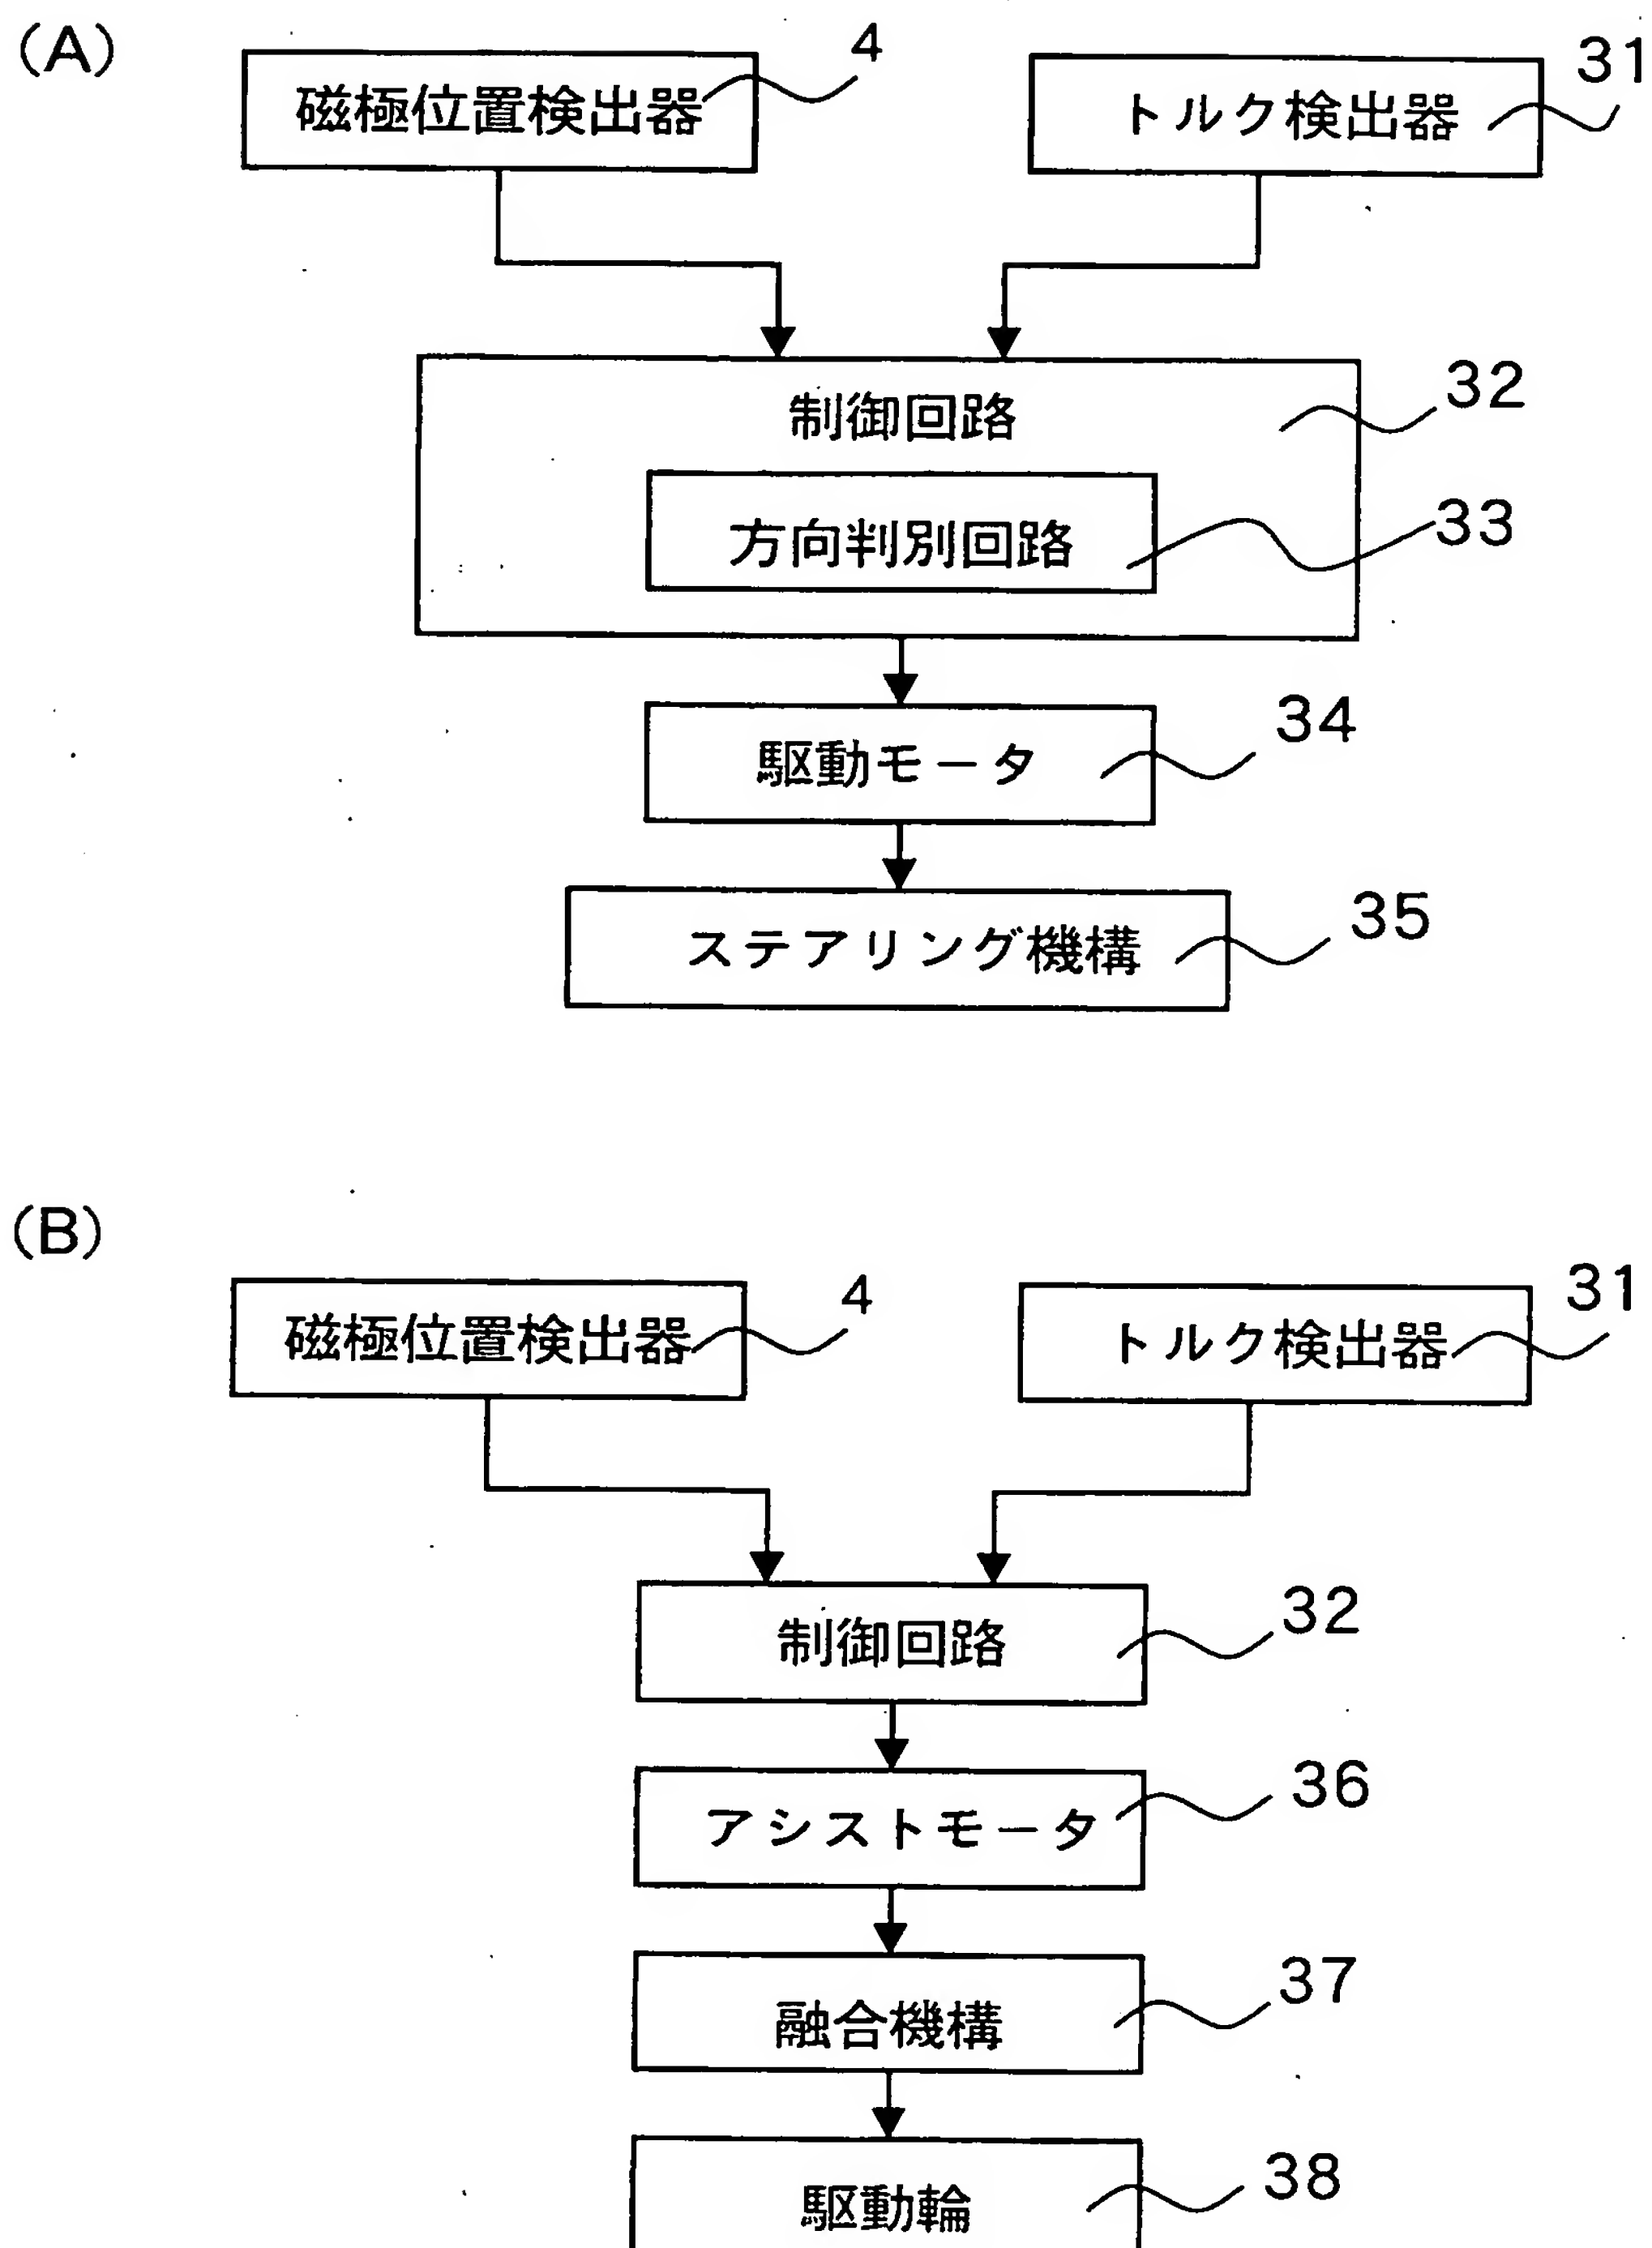 (A)
磁極位置検出器
4
トルク検出器
31
制御回路
32
方向判別回路
33
駆動モータ
34
ステアリング機構
35
(B)
磁極位置検出器
4
トルク検出器
31
制御回路
32
アシストモータ
36
融合機構
37
駆動輪
38